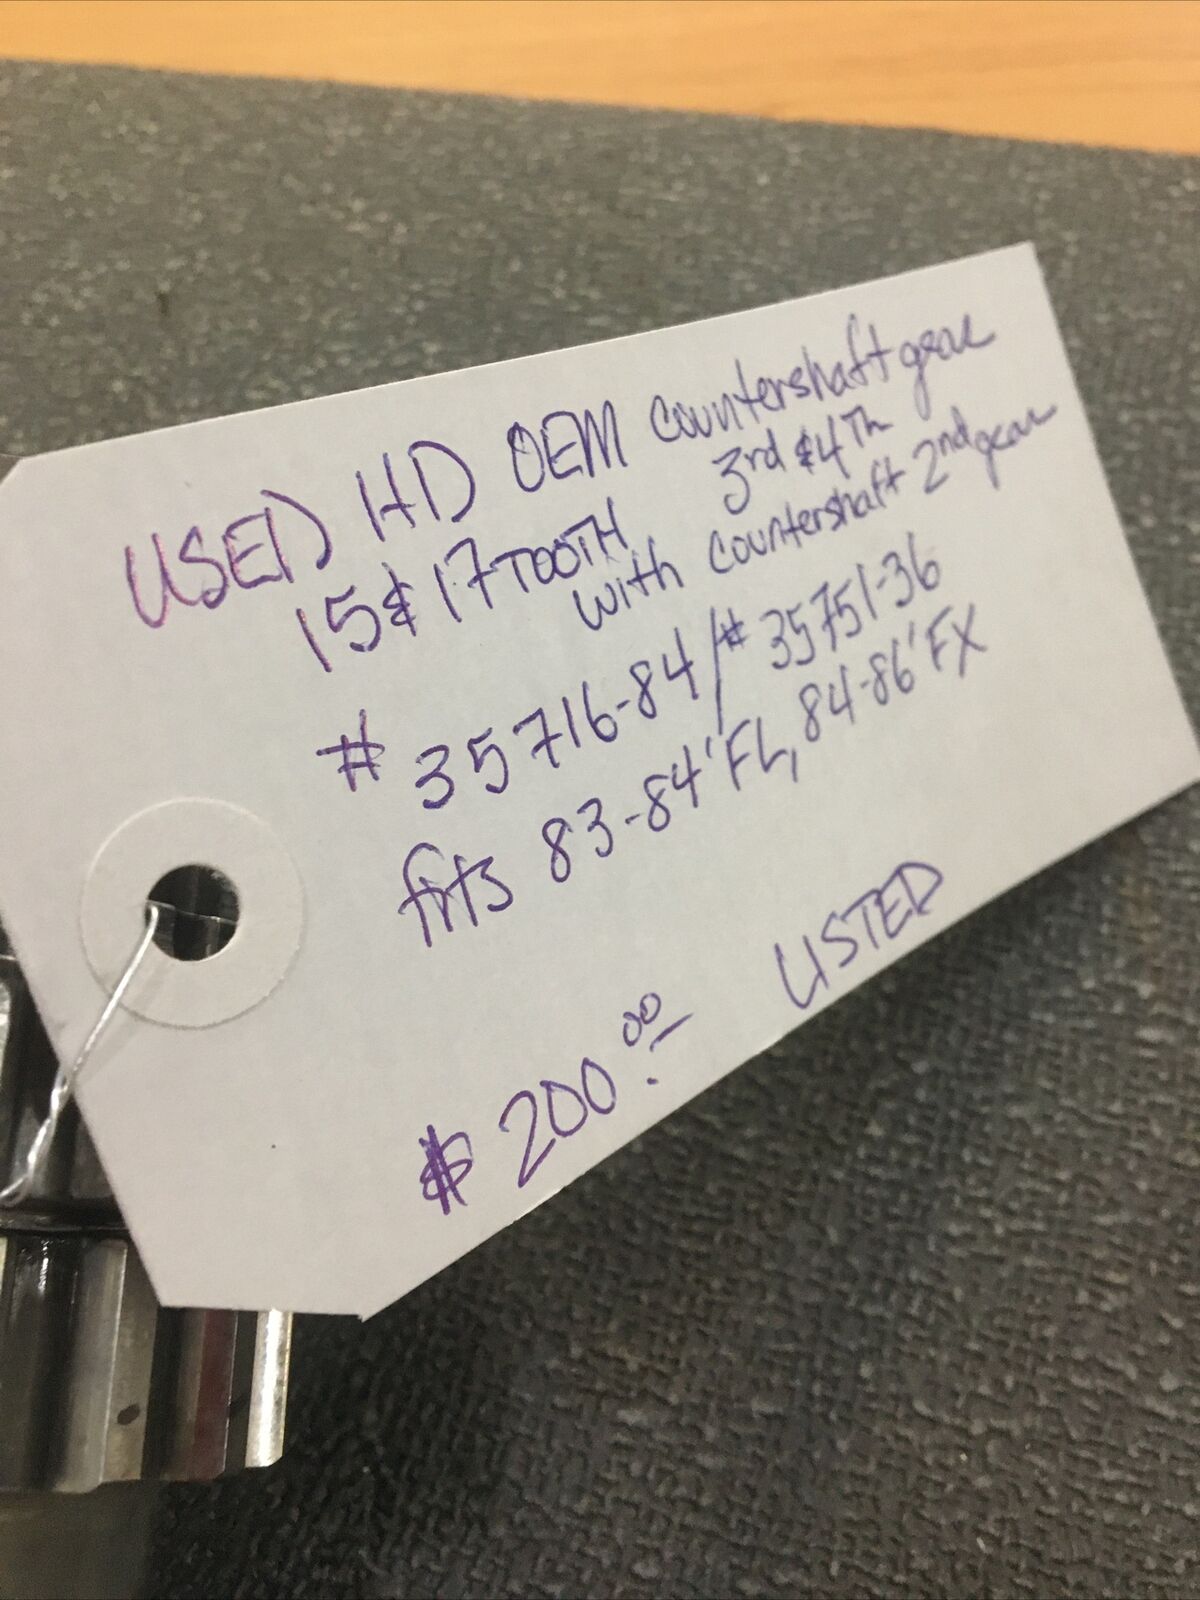 USED HD OEM countershaft gear
15 & 17 TOOTH 3rd & 4Th
with countershaft 2nd gear
# 35716-84/# 35751-36
fits 83-84' FL, 84-86' FX
$ 200.00 LISTED